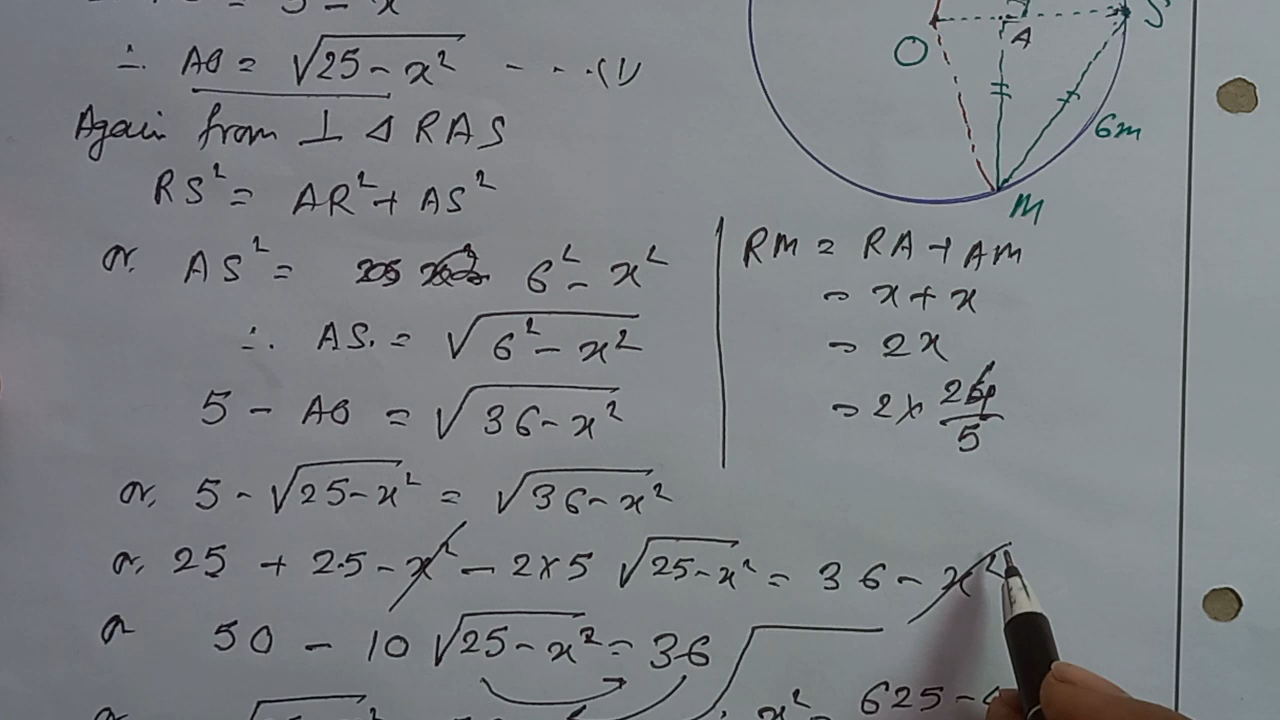 ∴ AO = √25 - x² - - - (1)
Again from ⊥ Δ RAS
RS² = AR² + AS²
or, AS² = 6² - x²
∴ AS = √6² - x²
5 - AO = √36 - x²
or, 5 - √25 - x² = √36 - x²
or, 25 + 25 - x² - 2×5 √25 - x² = 36 - x²
or 50 - 10 √25 - x² = 36
x² = 625 -
RM = RA + AM
= x + x
= 2x
= 2 × 24/5
O
A
S
6m
M